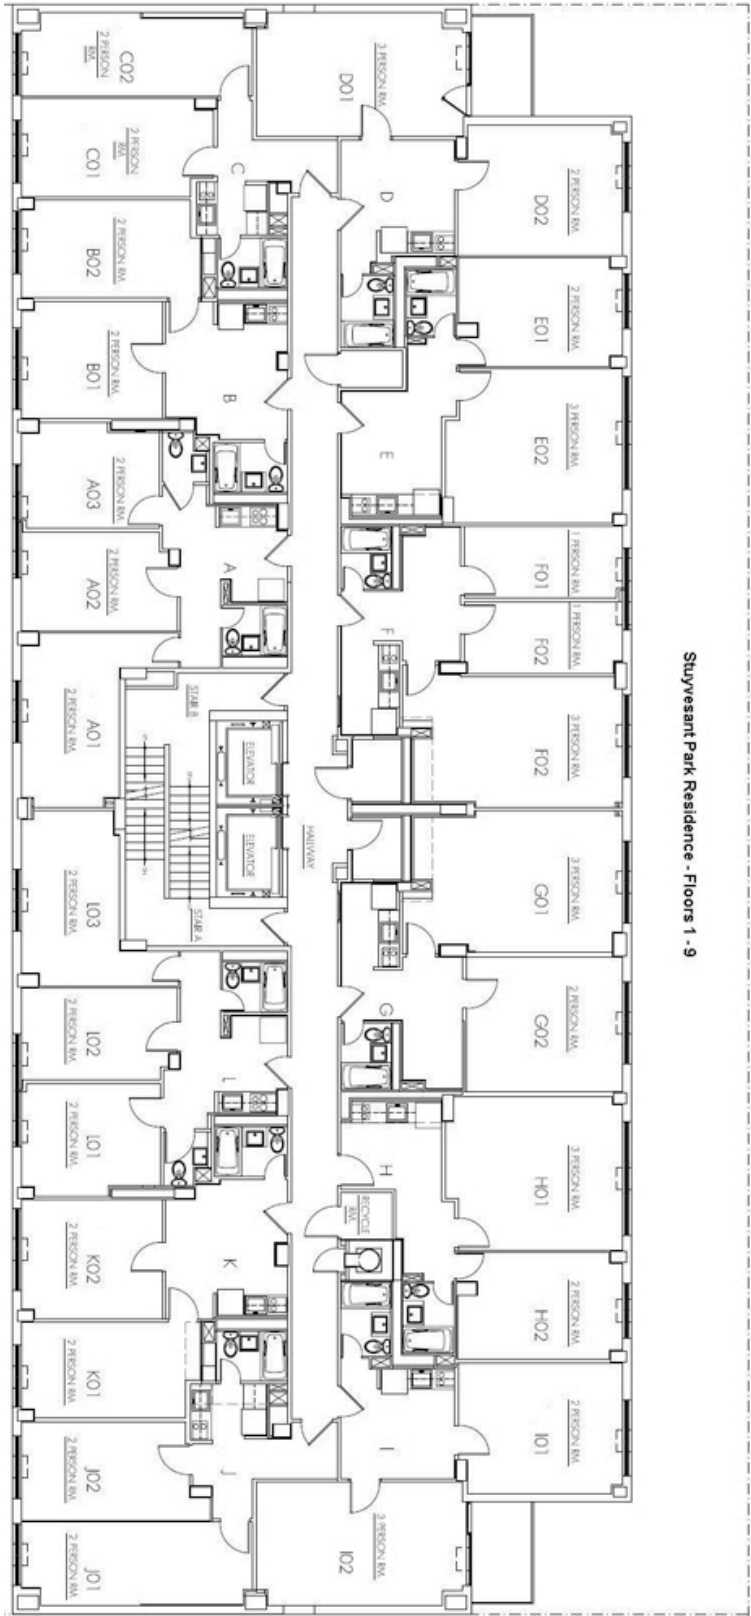 Stuyvesant Park Residence - Floors 1 - 9
2 PERSON RM.
D02
2 PERSON RM.
E01
3 PERSON RM.
E02
1 PERSON RM.
F01
1 PERSON RM.
F02
3 PERSON RM.
F02
3 PERSON RM.
G01
2 PERSON RM.
G02
3 PERSON RM.
H01
2 PERSON RM.
H02
2 PERSON RM.
I01
3 PERSON RM.
D01
D
E
F
G
H
I
3 PERSON RM.
I02
RECYCLE
RM.
HALLWAY
C
B
A
STAIR B
ELEVATOR
ELEVATOR
STAIR A
L
K
J
C02
2 PERSON
RM.
2 PERSON
RM.
C01
2 PERSON RM.
B02
2 PERSON RM.
B01
2 PERSON RM.
A03
2 PERSON RM.
A02
A01
2 PERSON RM.
L03
2 PERSON RM.
L02
2 PERSON RM.
L01
2 PERSON RM.
K02
2 PERSON RM.
K01
2 PERSON RM.
J02
2 PERSON RM.
J01
2 PERSON RM.